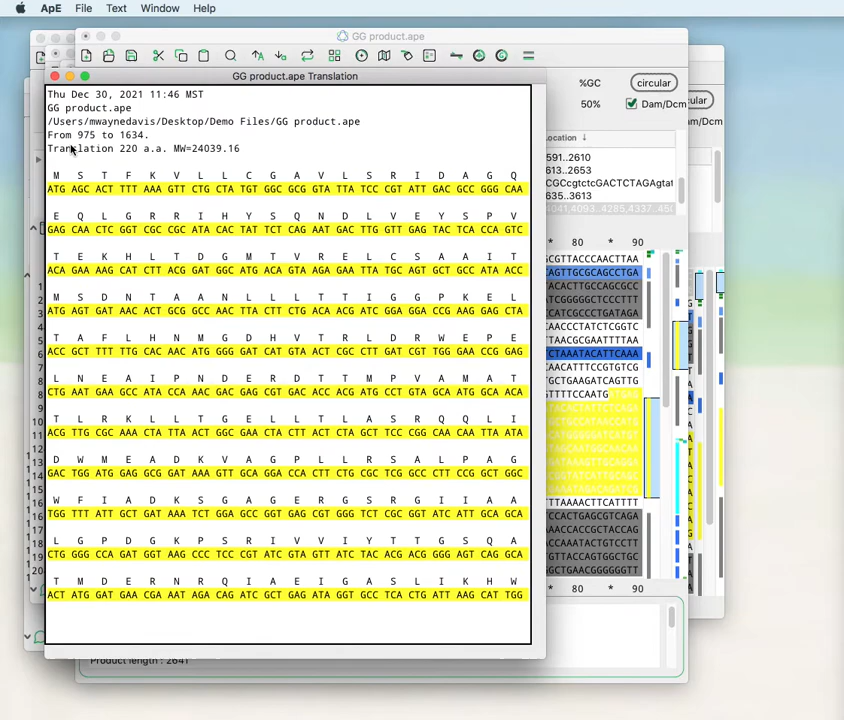 ApE File Text Window Help
GG product.ape
GG product.ape Translation
%GC circular
50% Dam/Dcm
Thu Dec 30, 2021 11:46 MST
GG product.ape
/Users/mwaynedavis/Desktop/Demo Files/GG product.ape
From 975 to 1634.
Translation 220 a.a. MW=24039.16
M S T F K V L L C G A V L S R I D A G Q
ATG AGC ACT TTT AAA GTT CTG CTA TGT GGC GCG GTA TTA TCC CGT ATT GAC GCC GGG CAA
E Q L G R R I H Y S Q N D L V E Y S P V
GAG CAA CTC GGT CGC CGC ATA CAC TAT TCT CAG AAT GAC TTG GTT GAG TAC TCA CCA GTC
T E K H L T D G M T V R E L C S A A I T
ACA GAA AAG CAT CTT ACG GAT GGC ATG ACA GTA AGA GAA TTA TGC AGT GCT GCC ATA ACC
M S D N T A A N L L L T T I G G P K E L
ATG AGT GAT AAC ACT GCG GCC AAC TTA CTT CTG ACA ACG ATC GGA GGA CCG AAG GAG CTA
T A F L H N M G D H V T R L D R W E P E
ACC GCT TTT TTG CAC AAC ATG GGG GAT CAT GTA ACT CGC CTT GAT CGT TGG GAA CCG GAG
L N E A I P N D E R D T T M P V A M A T
CTG AAT GAA GCC ATA CCA AAC GAC GAG CGT GAC ACC ACG ATG CCT GTA GCA ATG GCA ACA
T L R K L L T G E L L T L A S R Q Q L I
ACG TTG CGC AAA CTA TTA ACT GGC GAA CTA CTT ACT CTA GCT TCC CGG CAA CAA TTA ATA
D W M E A D K V A G P L L R S A L P A G
GAC TGG ATG GAG GCG GAT AAA GTT GCA GGA CCA CTT CTG CGC TCG GCC CTT CCG GCT GGC
W F I A D K S G A G E R G S R G I I A A
TGG TTT ATT GCT GAT AAA TCT GGA GCC GGT GAG CGT GGG TCT CGC GGT ATC ATT GCA GCA
L G P D G K P S R I V V I Y T T G S Q A
CTG GGG CCA GAT GGT AAG CCC TCC CGT ATC GTA GTT ATC TAC ACG ACG GGG AGT CAG GCA
T M D E R N R Q I A E I G A S L I K H W
ACT ATG GAT GAA CGA AAT AGA CAG ATC GCT GAG ATA GGT GCC TCA CTG ATT AAG CAT TGG
ocation ↓
591..2610
613..2653
GCCgtctcGACTCTAGAgtat
635..3613
* 80 * 90
CGTTACCCAACTTAA
CAGTTGCGCAGCCTGA
* 80 * 90
Product length : 2641